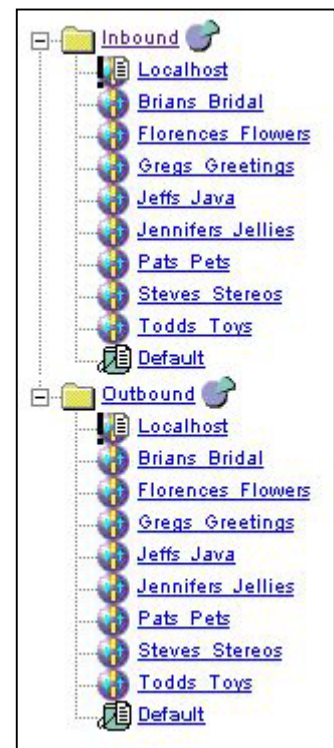 Inbound
Localhost
Brians Bridal
Florences Flowers
Gregs Greetings
Jeffs Java
Jennifers Jellies
Pats Pets
Steves Stereos
Todds Toys
Default
Outbound
Localhost
Brians Bridal
Florences Flowers
Gregs Greetings
Jeffs Java
Jennifers Jellies
Pats Pets
Steves Stereos
Todds Toys
Default